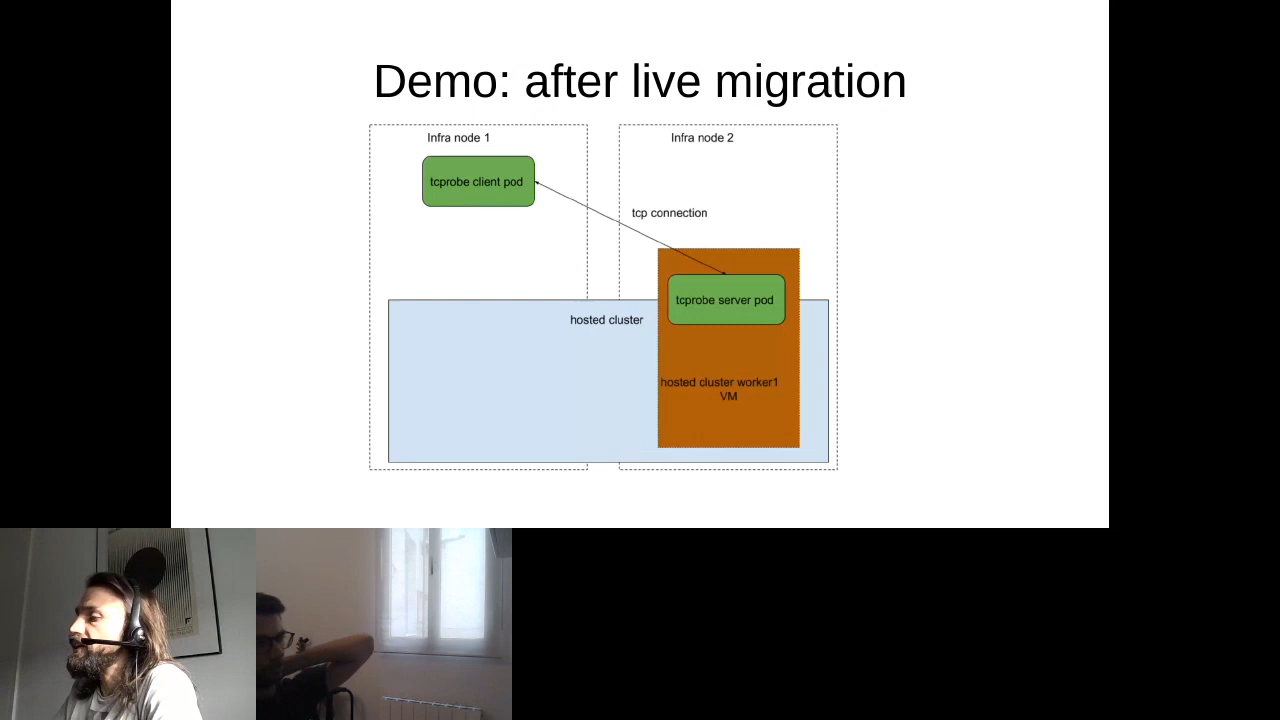 Demo: after live migration
Infra node 1
Infra node 2
tcprobe client pod
tcp connection
tcprobe server pod
hosted cluster
hosted cluster worker1
VM